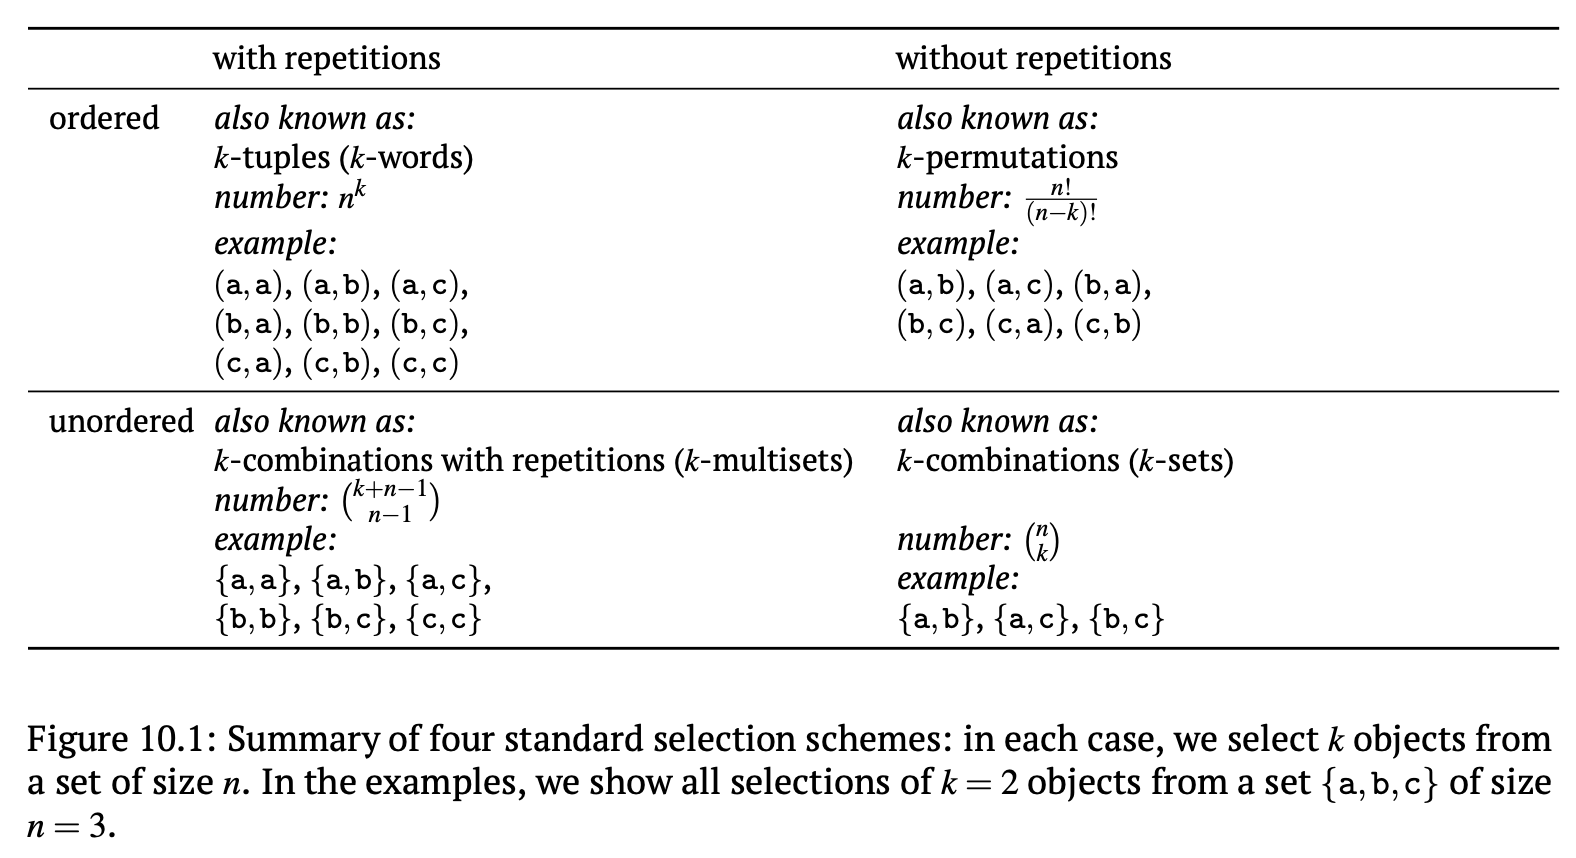 with repetitions without repetitions
ordered also known as: also known as:
k-tuples (k-words) k-permutations
number: n^k number: n!/(n−k)!
example: example:
(a,a), (a,b), (a,c), (a,b), (a,c), (b,a),
(b,a), (b,b), (b,c), (b,c), (c,a), (c,b)
(c,a), (c,b), (c,c)
unordered also known as: also known as:
k-combinations with repetitions (k-multisets) k-combinations (k-sets)
number: (k+n−1 n−1)
example: number: (n k)
{a,a}, {a,b}, {a,c}, example:
{b,b}, {b,c}, {c,c} {a,b}, {a,c}, {b,c}
Figure 10.1: Summary of four standard selection schemes: in each case, we select k objects from
a set of size n. In the examples, we show all selections of k = 2 objects from a set {a,b,c} of size
n = 3.